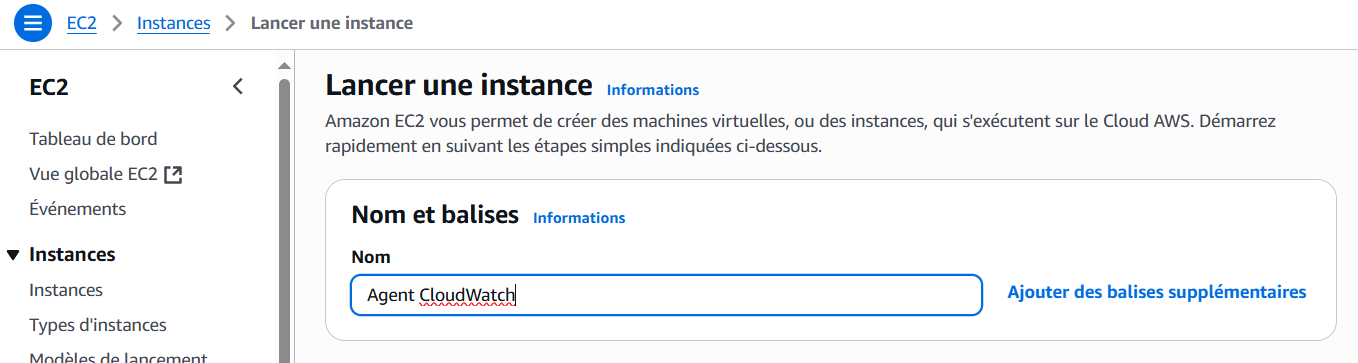 EC2 > Instances > Lancer une instance
EC2
Tableau de bord
Vue globale EC2
Événements
Instances
Instances
Types d'instances
Modèles de lancement
Lancer une instance Informations
Amazon EC2 vous permet de créer des machines virtuelles, ou des instances, qui s'exécutent sur le Cloud AWS. Démarrez
rapidement en suivant les étapes simples indiquées ci-dessous.
Nom et balises Informations
Nom
Agent CloudWatch
Ajouter des balises supplémentaires